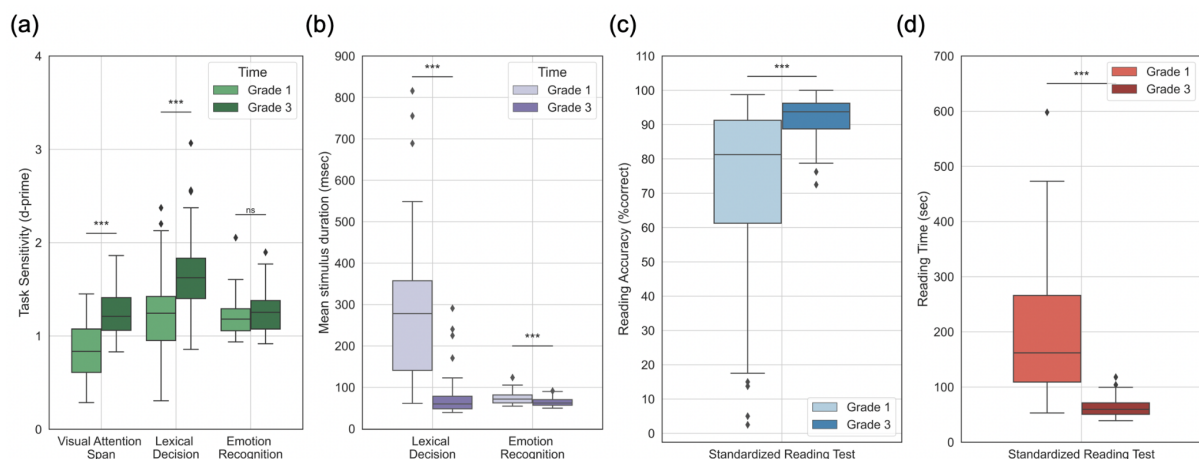 (a)
Task Sensitivity (d-prime)
4
3
2
1
0
Time
Grade 1
Grade 3
***
***
ns
Visual Attention
Span
Lexical
Decision
Emotion
Recognition
(b)
Mean stimulus duration (msec)
900
800
700
600
500
400
300
200
100
0
Time
Grade 1
Grade 3
***
***
Lexical
Decision
Emotion
Recognition
(c)
Reading Accuracy (%correct)
110
100
90
80
70
60
50
40
30
20
10
0
***
Grade 1
Grade 3
Standardized Reading Test
(d)
Reading Time (sec)
700
600
500
400
300
200
100
0
Grade 1
Grade 3
***
Standardized Reading Test